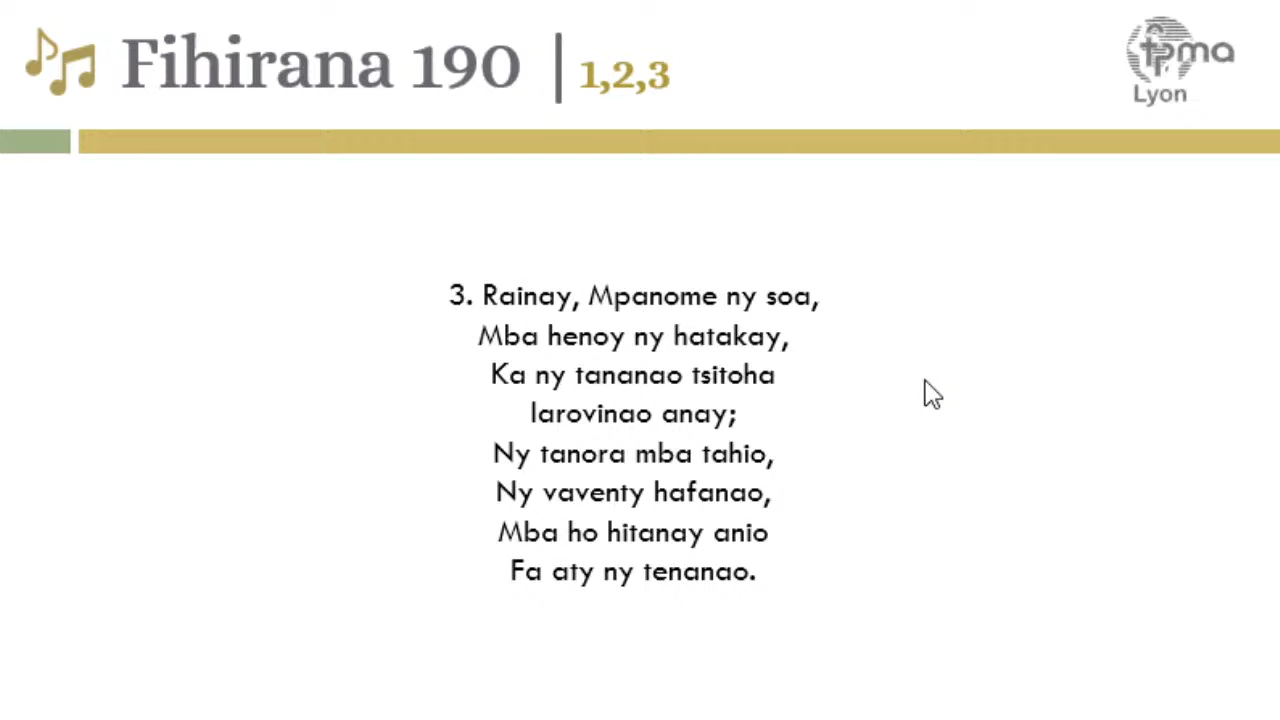 Fihirana 190 | 1,2,3
fpma
Lyon
3. Rainay, Mpanome ny soa,
Mba henoy ny hatakay,
Ka ny tananao tsitoha
Iarovinao anay;
Ny tanora mba tahio,
Ny vaventy hafanao,
Mba ho hitanay anio
Fa aty ny tenanao.